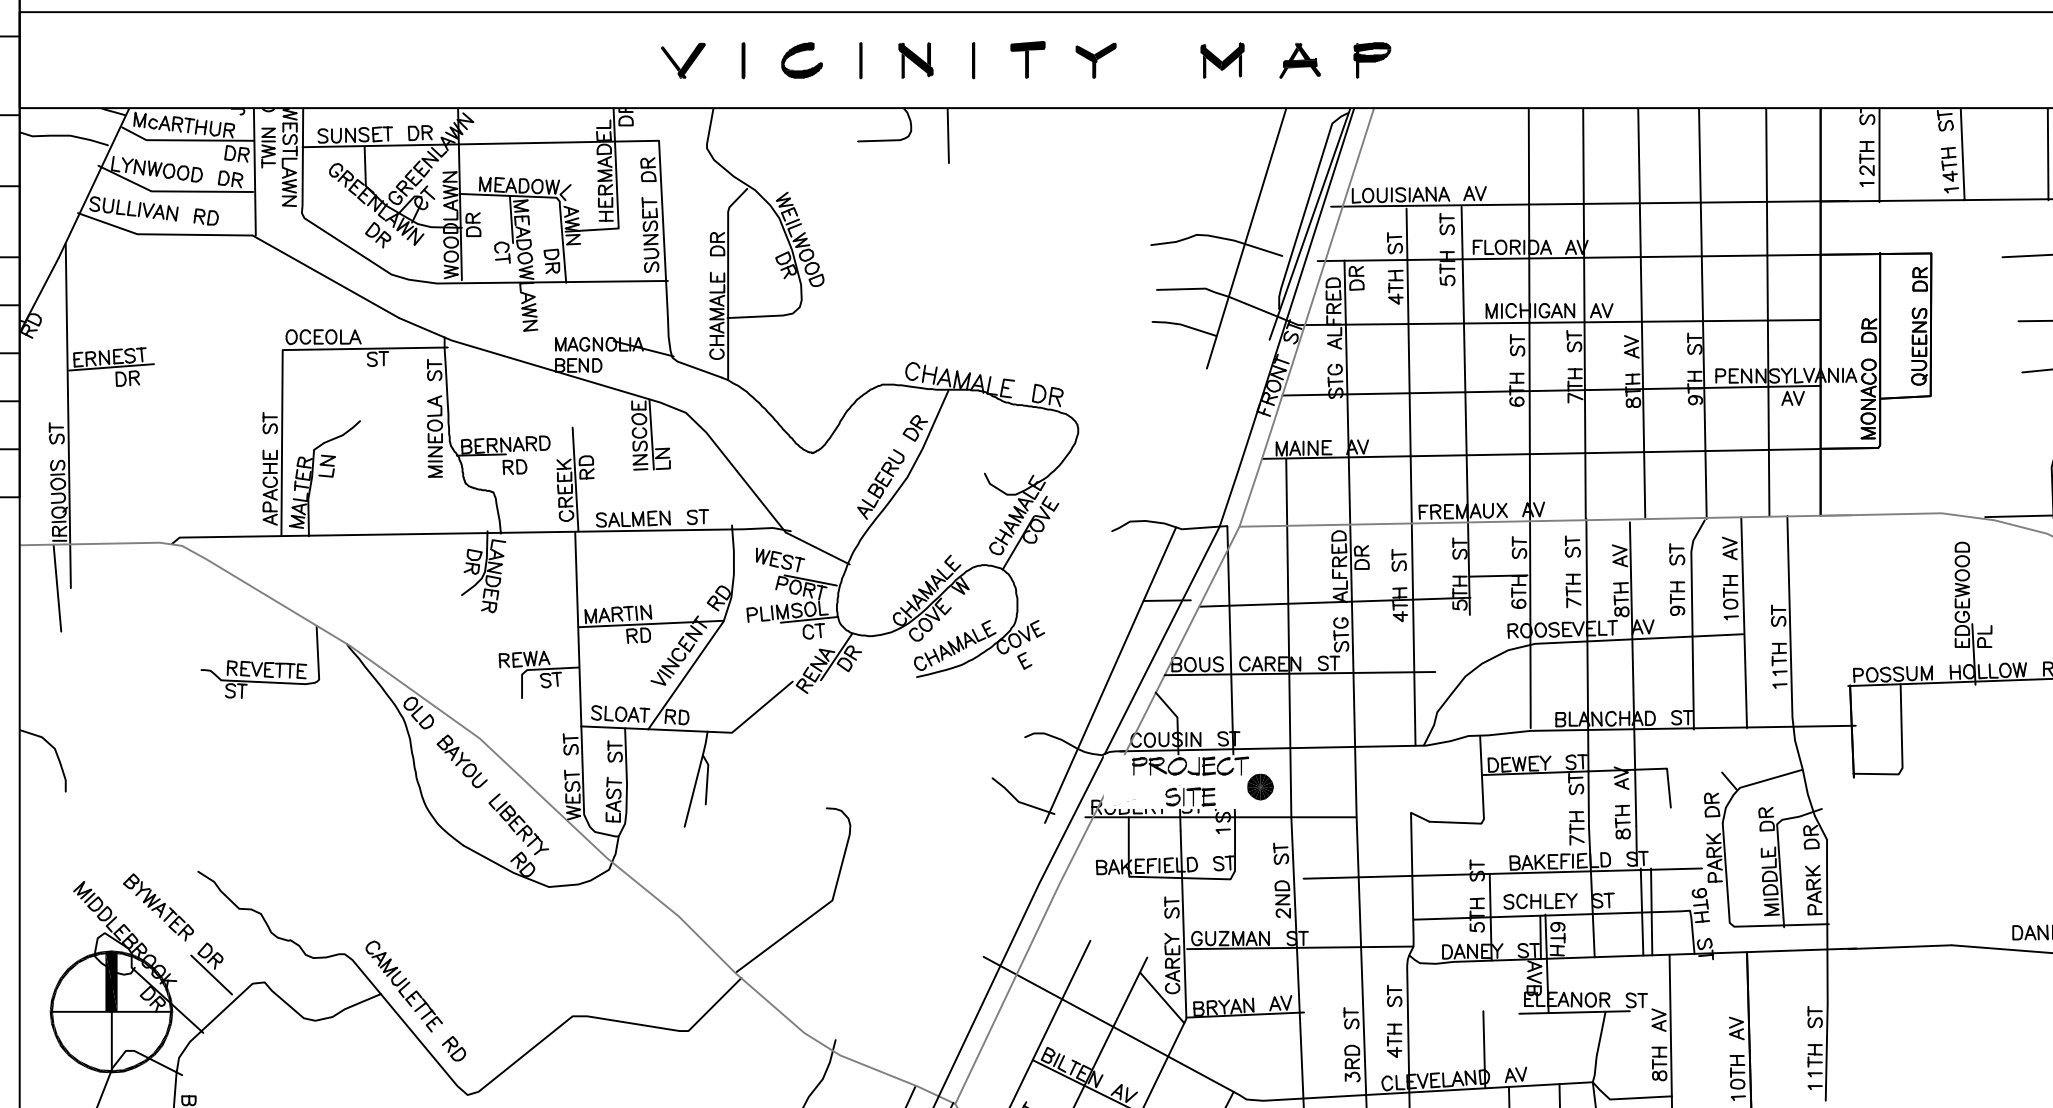 VICINITY MAP
McARTHUR
DR
LYNWOOD DR
SULLIVAN RD
TWIN
WESTLAWN
SUNSET DR
GREENLAWN
CT
GREENLAWN
DR
WOODLAWN
DR
MEADOW
LAWN
DR
MEADOW
LAWN
CT
HERMADEL
DR
SUNSET DR
CHAMALE DR
WEILWOOD
DR
LOUISIANA AV
12TH ST
14TH ST
4TH ST
5TH ST
FLORIDA AV
STG ALFRED
DR
MICHIGAN AV
6TH ST
7TH ST
8TH AV
9TH ST
PENNSYLVANIA
AV
MONACO DR
QUEENS DR
FRONT ST
MAINE AV
RD
ERNEST
DR
OCEOLA
ST
MAGNOLIA
BEND
CHAMALE DR
IRIQUOIS ST
APACHE ST
MALTER
LN
MINEOLA ST
BERNARD
RD
CREEK
RD
INSCOE
LN
ALBERU DR
SALMEN ST
CHAMALE
COVE
FREMAUX AV
LANDER
DR
WEST
PORT
PLIMSOL
CT
MARTIN
RD
VINCENT RD
RENA
DR
CHAMALE
COVE W
CHAMALE
COVE
E
STG ALFRED
DR
4TH ST
5TH ST
6TH ST
7TH ST
8TH AV
9TH ST
10TH AV
11TH ST
ROOSEVELT AV
EDGEWOOD
PL
BOUS CAREN ST
POSSUM HOLLOW R
REVETTE
ST
REWA
ST
SLOAT RD
OLD BAYOU LIBERTY
RD
WEST ST
EAST ST
BLANCHAD ST
COUSIN ST
PROJECT
SITE
ROBERT ST
1S
DEWEY ST
7TH ST
8TH AV
PARK DR
MIDDLE DR
PARK DR
BAKEFIELD ST
BAKEFIELD ST
2ND ST
5TH ST
SCHLEY ST
9TH ST
CAREY ST
GUZMAN ST
DANEY ST
6TH
AVB
DANI
BYWATER DR
MIDDLEBROOK
DR
CAMULETTE RD
BRYAN AV
ELEANOR ST
3RD ST
4TH ST
8TH AV
10TH AV
11TH ST
BILTEN AV
CLEVELAND AV
B